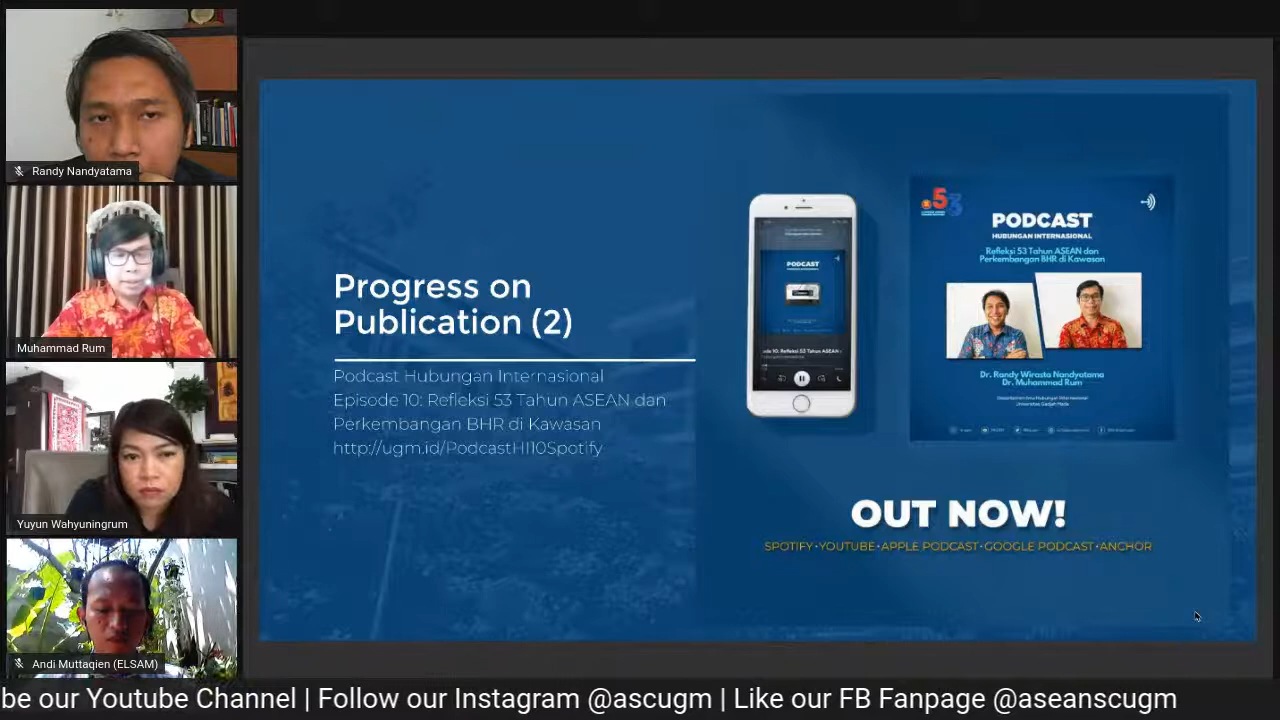 Randy Nandyatama
Muhammad Rum
Yuyun Wahyuningrum
Andi Muttaqien (ELSAM)
Progress on
Publication (2)
Podcast Hubungan Internasional
Episode 10: Refleksi 53 Tahun ASEAN dan
Perkembangan BHR di Kawasan
http://ugm.id/PodcastHI10Spotify
PODCAST
53
PODCAST
HUBUNGAN INTERNASIONAL
Refleksi 53 Tahun ASEAN dan
Perkembangan BHR di Kawasan
Dr. Randy Wirasta Nandyatama
Dr. Muhammad Rum
OUT NOW!
SPOTIFY•YOUTUBE•APPLE PODCAST•GOOGLE PODCAST•ANCHOR
be our Youtube Channel | Follow our Instagram @ascugm | Like our FB Fanpage @aseanscugm